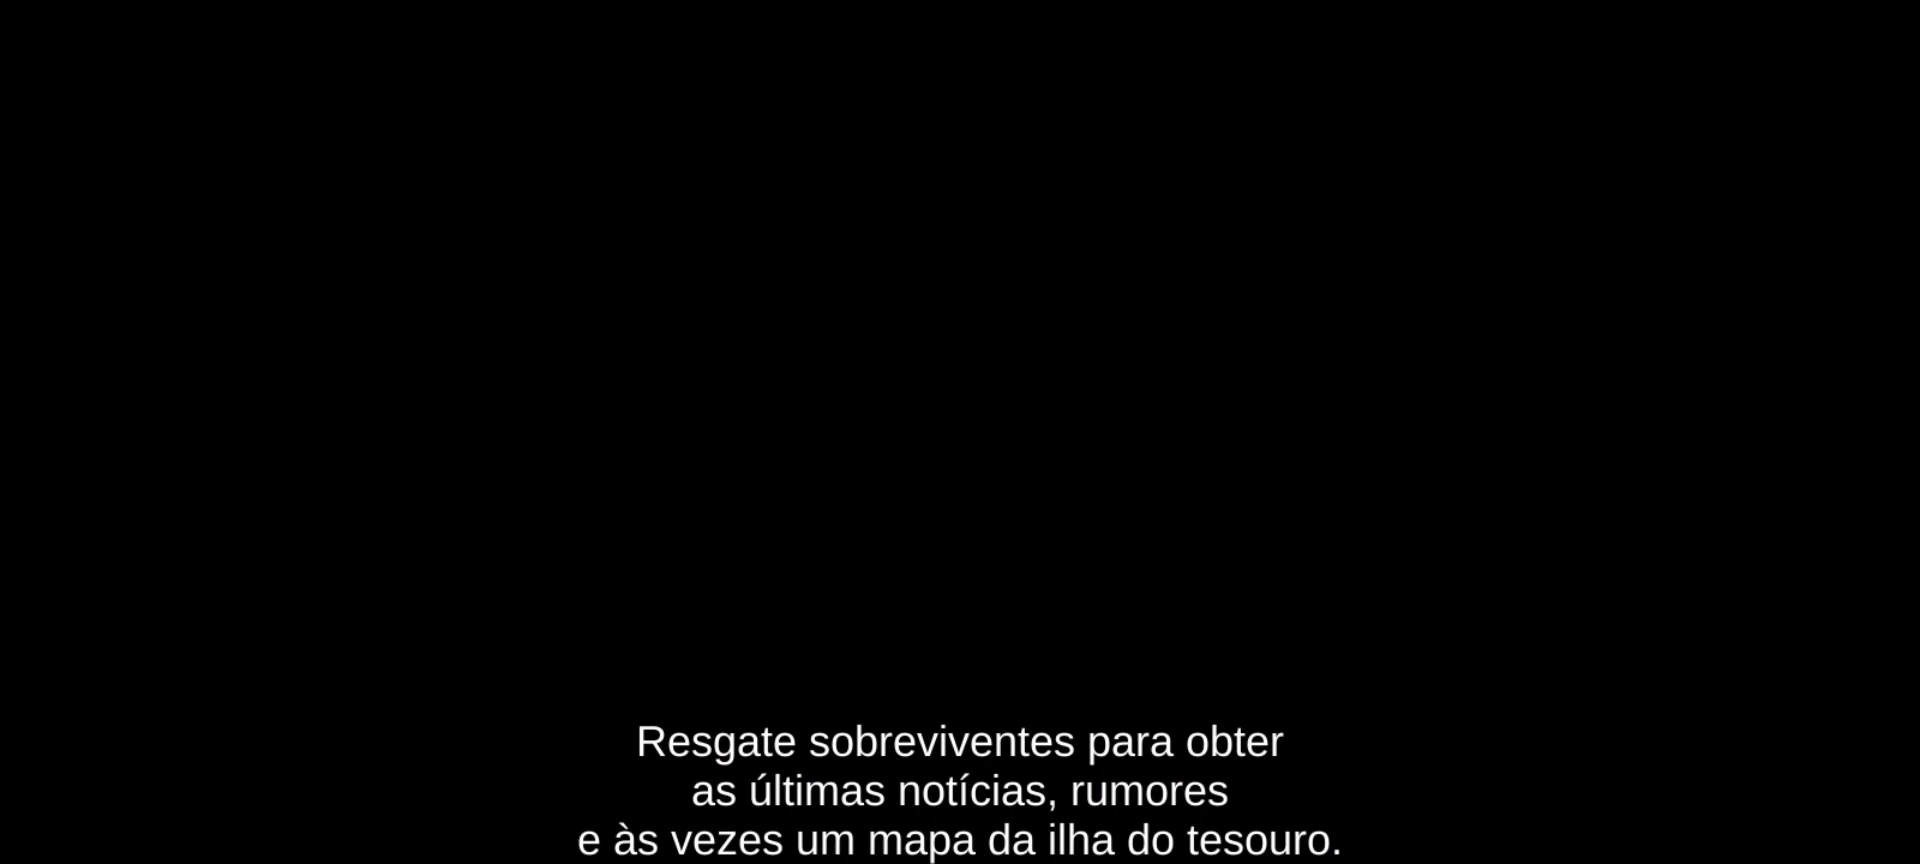 Resgate sobreviventes para obter
as últimas notícias, rumores
e às vezes um mapa da ilha do tesouro.